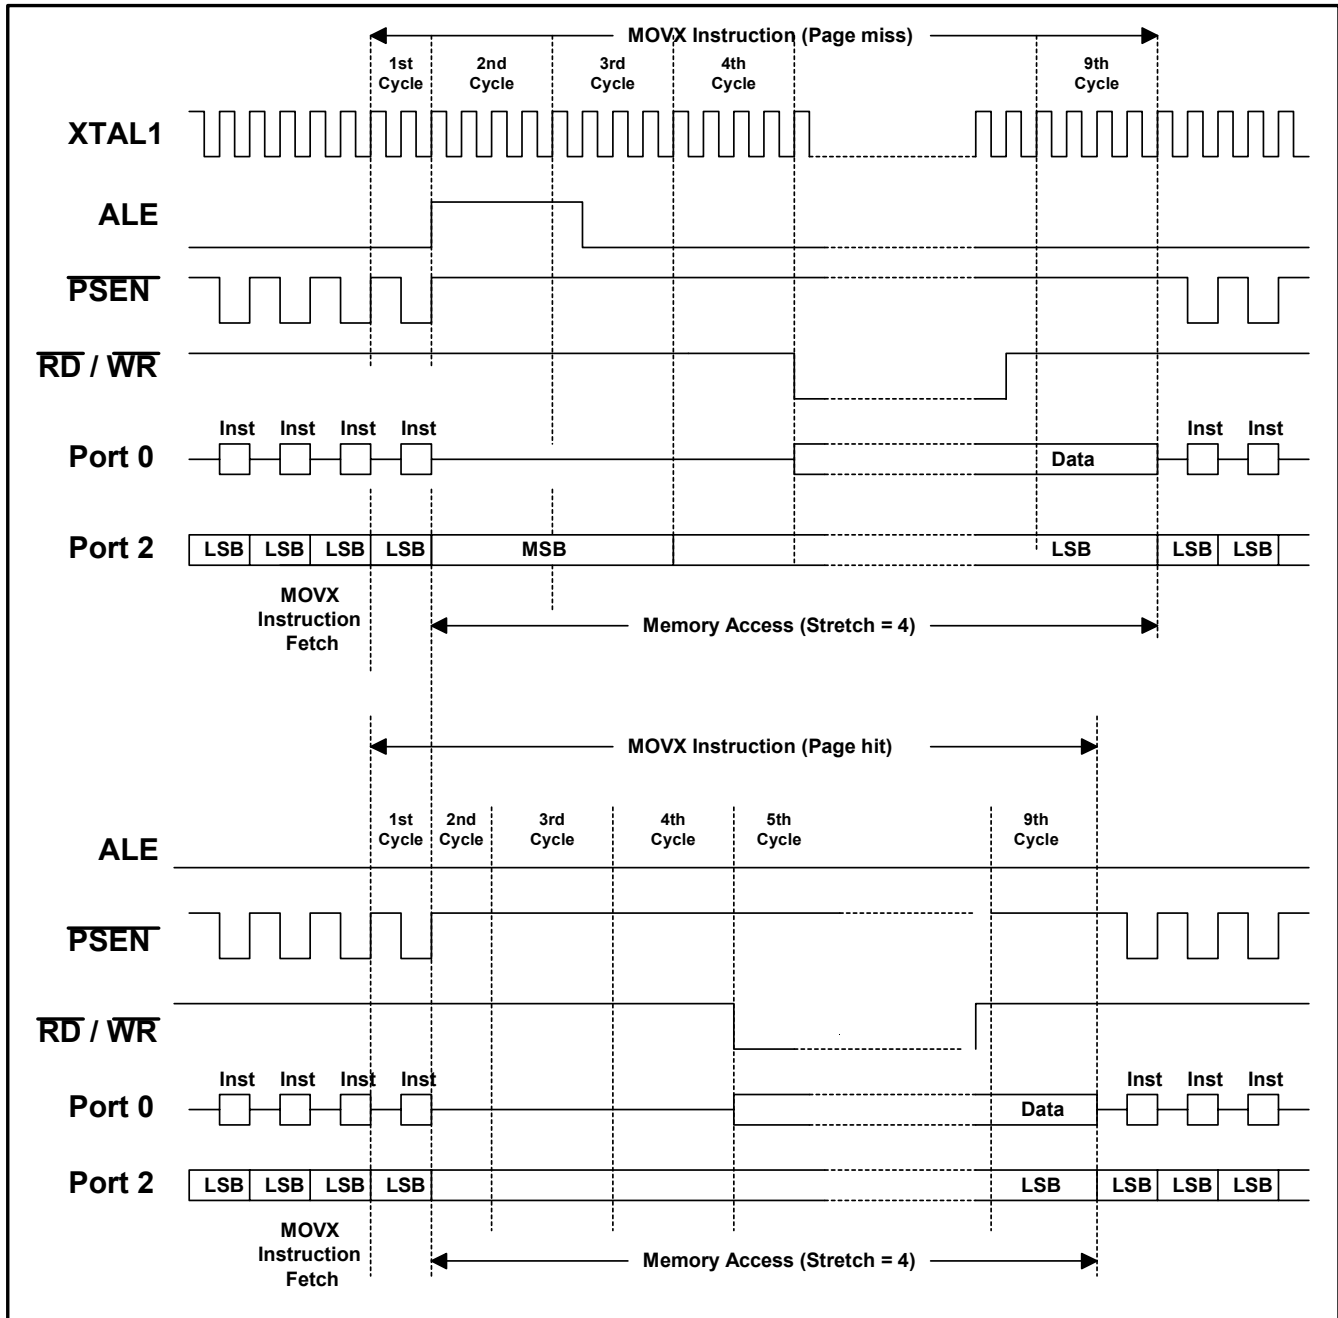 MOVX Instruction (Page miss)
1st
Cycle
2nd
Cycle
3rd
Cycle
4th
Cycle
9th
Cycle
XTAL1
ALE
PSEN
RD / WR
Inst Inst Inst Inst Inst Inst
Port 0
Data
Port 2
LSB LSB LSB LSB MSB LSB LSB LSB
MOVX
Instruction
Fetch
Memory Access (Stretch = 4)
MOVX Instruction (Page hit)
1st
Cycle
2nd
Cycle
3rd
Cycle
4th
Cycle
5th
Cycle
9th
Cycle
ALE
PSEN
RD / WR
Inst Inst Inst Inst Inst Inst Inst
Port 0
Data
Port 2
LSB LSB LSB LSB LSB LSB LSB LSB
MOVX
Instruction
Fetch
Memory Access (Stretch = 4)